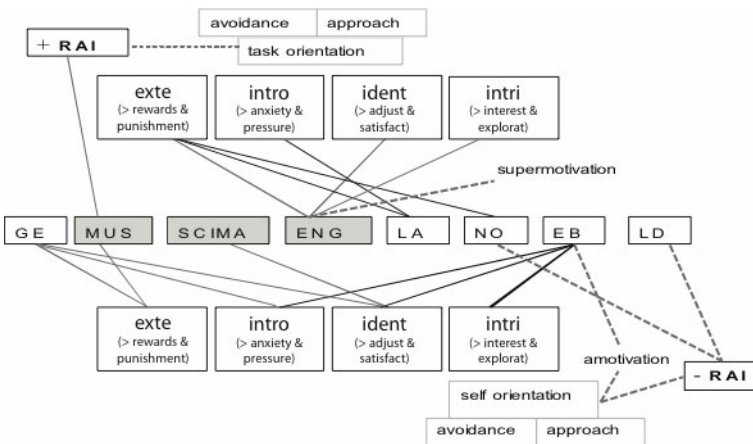 avoidance approach
+ RAI
task orientation
exte intro ident intri
(> rewards & (> anxiety & (> adjust & (> interest &
punishment) pressure) satisfact) explorat)
supermotivation
GE MUS SCIMA ENG LA NO EB LD
exte intro ident intri
(> rewards & (> anxiety & (> adjust & (> interest &
punishment) pressure) satisfact) explorat)
amotivation
- RAI
self orientation
avoidance approach